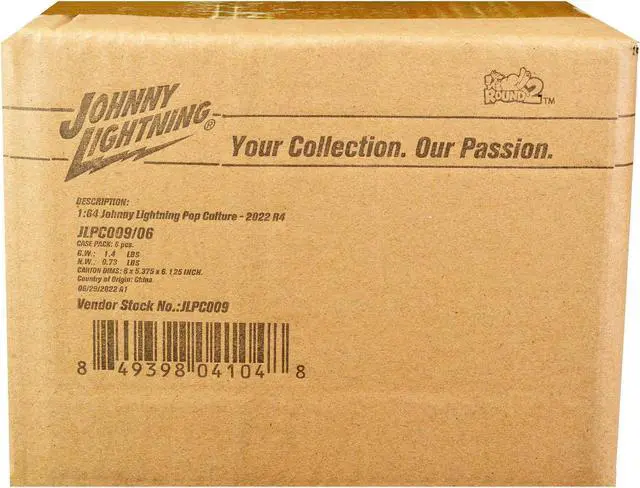 JOHNNY
LIGHTNING®
ROUND 2 ™
Your Collection. Our Passion.
DESCRIPTION:
1:64 Johnny Lightning Pop Culture - 2022 R4
JLPC009/06
CASE PACK: 6 pcs.
G.W.: 1.4 LBS
N.W.: 0.73 LBS
CARTON DIMS: 6 x 5.375 x 6.125 INCH.
Country of Origin: China
06/29/2022 A1
Vendor Stock No.:JLPC009
8 49398 04104 8